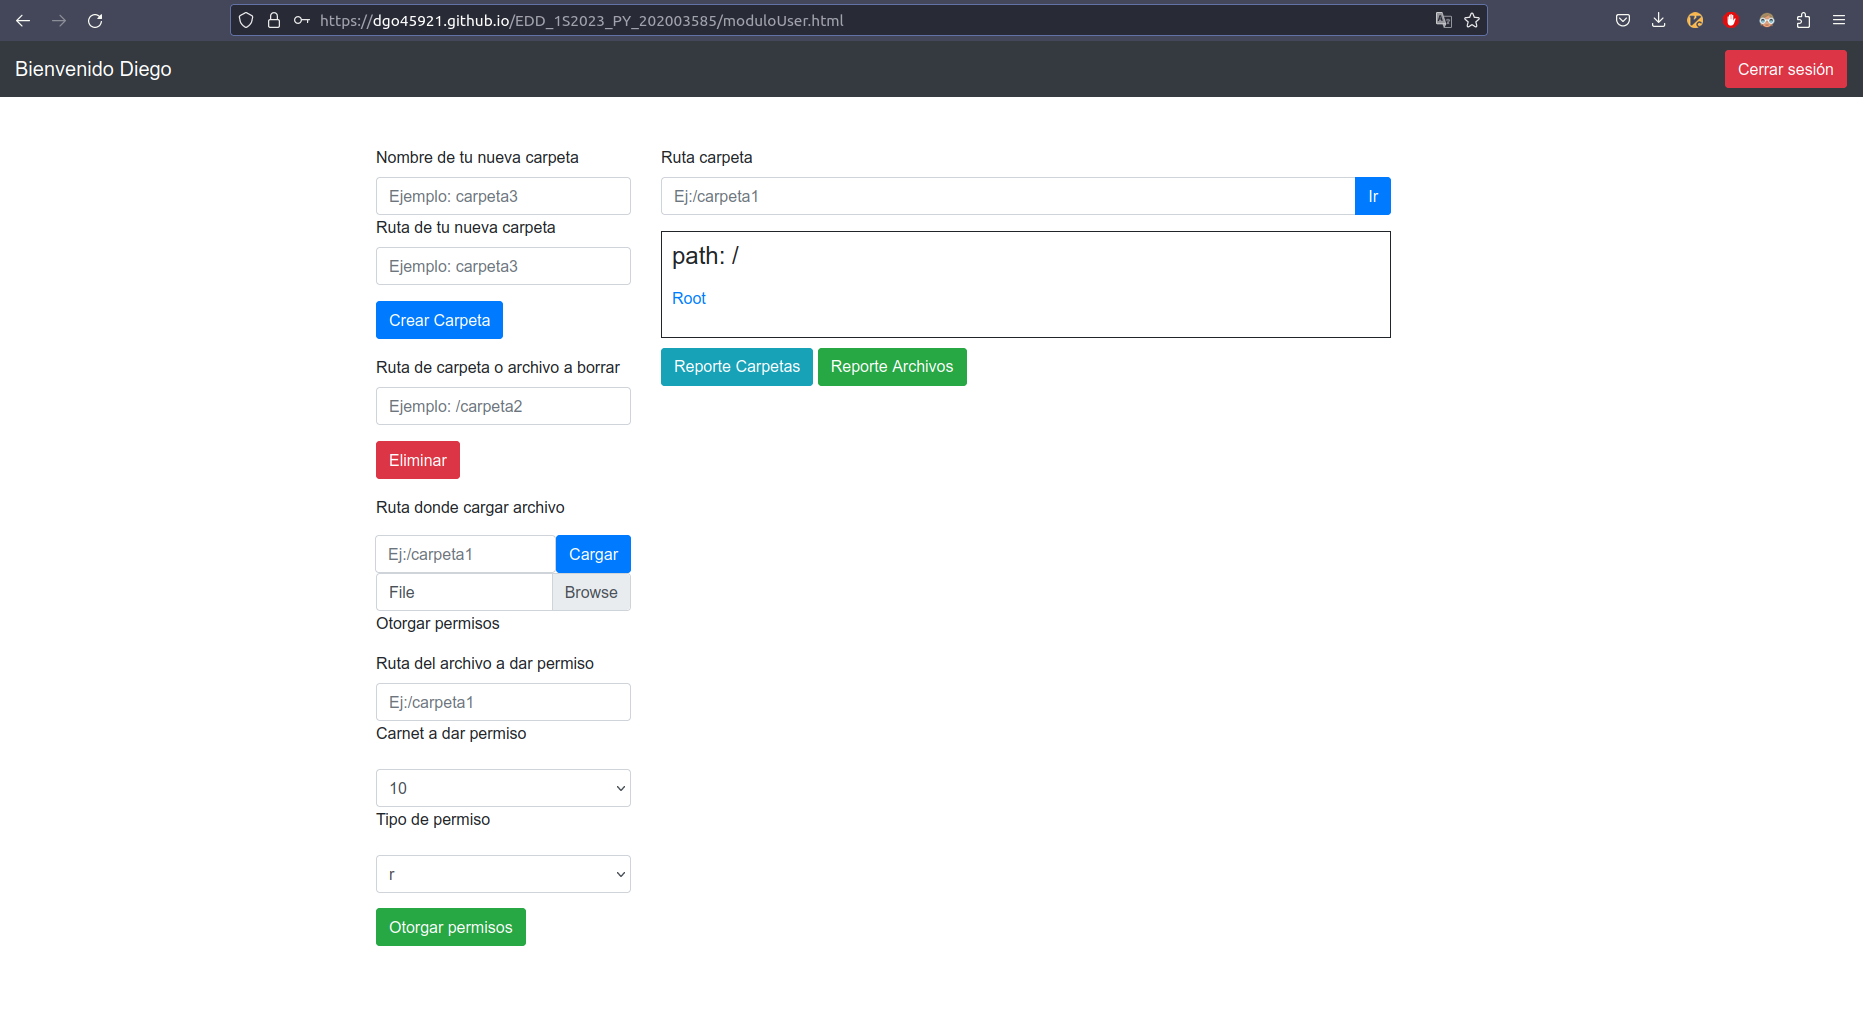 https://dgo45921.github.io/EDD_1S2023_PY_202003585/moduloUser.html
Bienvenido Diego
Cerrar sesión
Nombre de tu nueva carpeta
Ejemplo: carpeta3
Ruta de tu nueva carpeta
Ejemplo: carpeta3
Crear Carpeta
Ruta de carpeta o archivo a borrar
Ejemplo: /carpeta2
Eliminar
Ruta donde cargar archivo
Ej:/carpeta1
Cargar
File
Browse
Otorgar permisos
Ruta del archivo a dar permiso
Ej:/carpeta1
Carnet a dar permiso
10
Tipo de permiso
r
Otorgar permisos
Ruta carpeta
Ej:/carpeta1
Ir
path: /
Root
Reporte Carpetas
Reporte Archivos